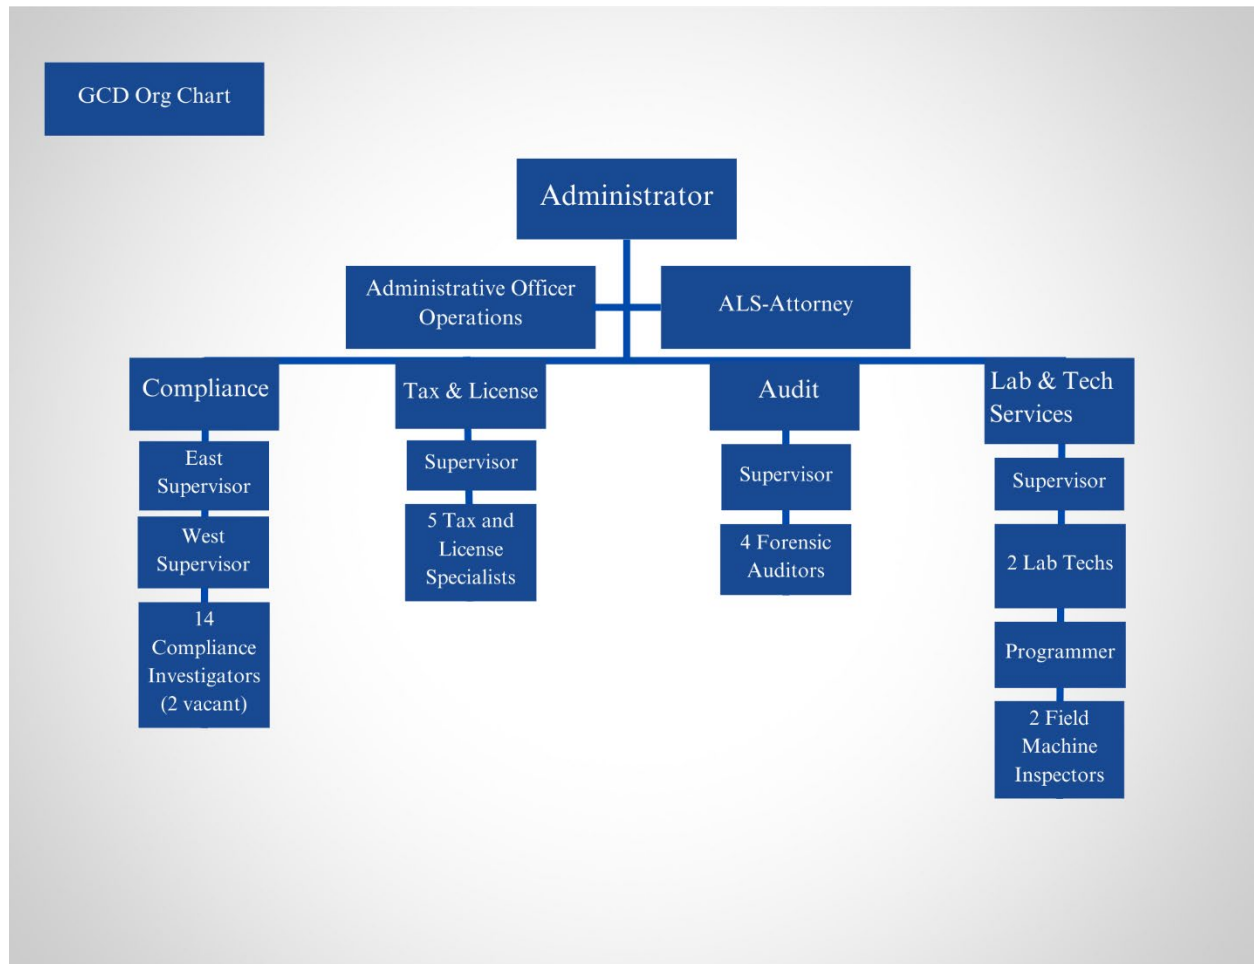 GCD Org Chart
Administrator
Administrative Officer
Operations
ALS-Attorney
Compliance
East
Supervisor
West
Supervisor
14
Compliance
Investigators
(2 vacant)
Tax & License
Supervisor
5 Tax and
License
Specialists
Audit
Supervisor
4 Forensic
Auditors
Lab & Tech
Services
Supervisor
2 Lab Techs
Programmer
2 Field
Machine
Inspectors